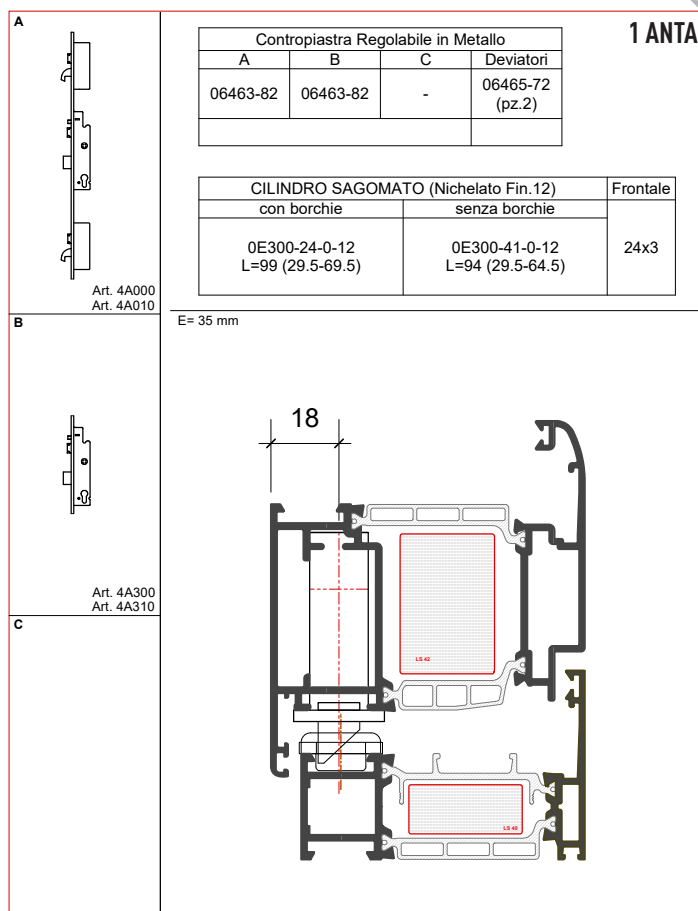 A
1 ANTA
Contropiastra Regolabile in Metallo
A B C Deviatori
06463-82 06463-82 - 06465-72
(pz.2)
CILINDRO SAGOMATO (Nichelato Fin.12) Frontale
con borchie senza borchie
0E300-24-0-12 0E300-41-0-12 24x3
L=99 (29.5-69.5) L=94 (29.5-64.5)
Art. 4A000
Art. 4A010
B
E= 35 mm
18
Art. 4A300
Art. 4A310
C
LS 42
LS 40